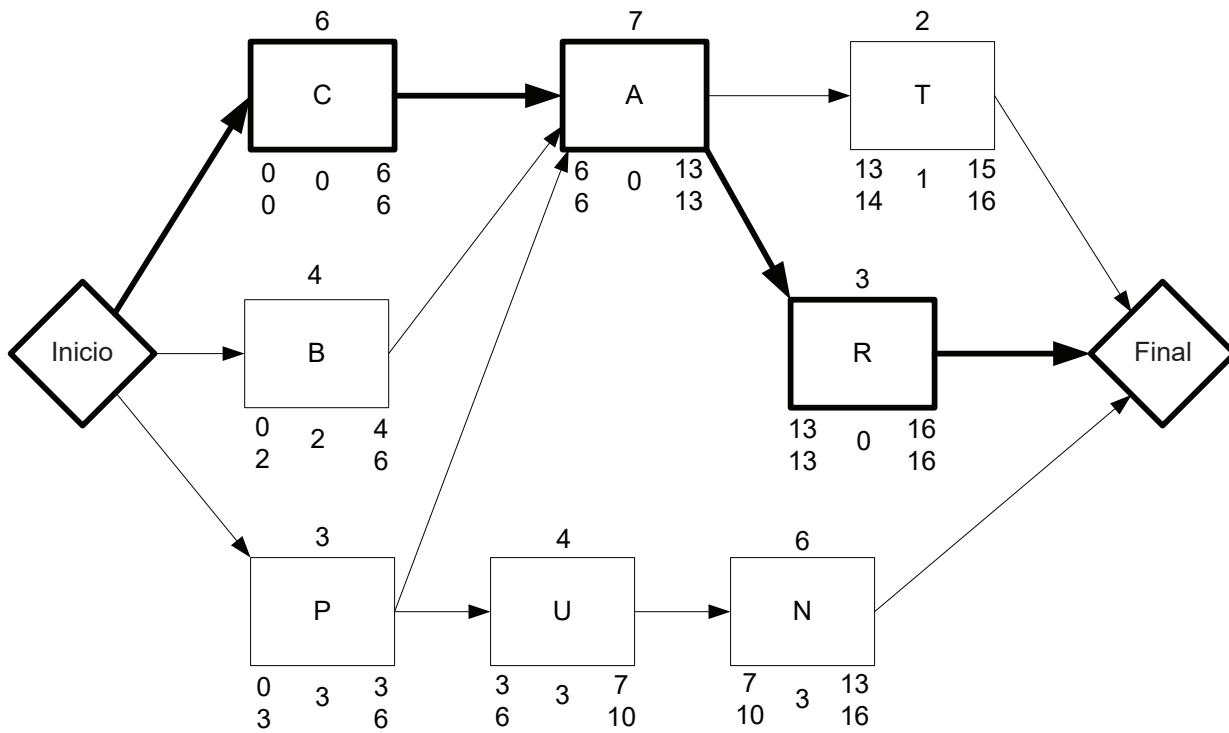 6 7 2
C A T
0 0 6 6 0 13 13 1 15
0 6 6 13 14 16
4 3
Inicio B R Final
0 2 4 13 0 16
2 6 13 16
3 4 6
P U N
0 3 3 3 3 7 7 3 13
3 6 6 10 10 16